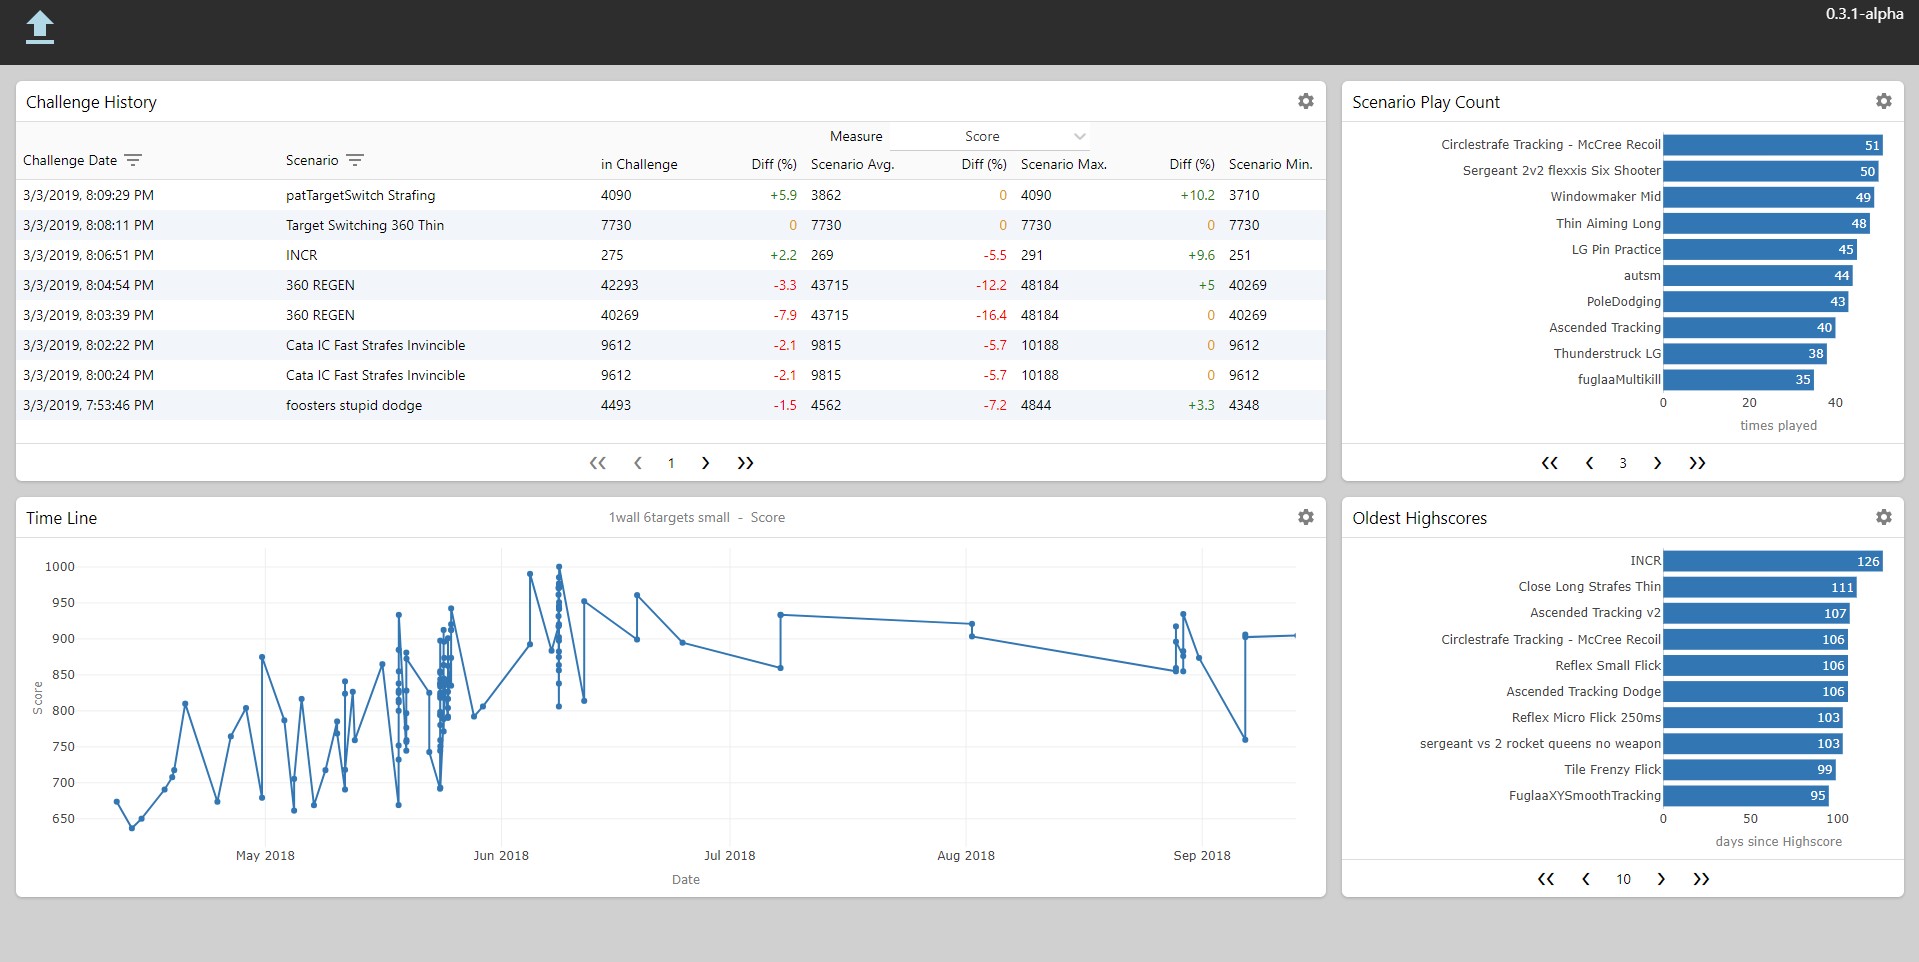 0.3.1-alpha
Challenge History
Measure Score
Challenge Date Scenario in Challenge Diff (%) Scenario Avg. Diff (%) Scenario Max. Diff (%) Scenario Min.
3/3/2019, 8:09:29 PM patTargetSwitch Strafing 4090 +5.9 3862 0 4090 +10.2 3710
3/3/2019, 8:08:11 PM Target Switching 360 Thin 7730 0 7730 0 7730 0 7730
3/3/2019, 8:06:51 PM INCR 275 +2.2 269 -5.5 291 +9.6 251
3/3/2019, 8:04:54 PM 360 REGEN 42293 -3.3 43715 -12.2 48184 +5 40269
3/3/2019, 8:03:39 PM 360 REGEN 40269 -7.9 43715 -16.4 48184 0 40269
3/3/2019, 8:02:22 PM Cata IC Fast Strafes Invincible 9612 -2.1 9815 -5.7 10188 0 9612
3/3/2019, 8:00:24 PM Cata IC Fast Strafes Invincible 9612 -2.1 9815 -5.7 10188 0 9612
3/3/2019, 7:53:46 PM foosters stupid dodge 4493 -1.5 4562 -7.2 4844 +3.3 4348
1
Scenario Play Count
Circlestrafe Tracking - McCree Recoil 51
Sergeant 2v2 flexxis Six Shooter 50
Windowmaker Mid 49
Thin Aiming Long 48
LG Pin Practice 45
autsm 44
PoleDodging 43
Ascended Tracking 40
Thunderstruck LG 38
fuglaaMultikill 35
0 20 40
times played
3
Time Line
1wall 6targets small - Score
1000
950
900
850
800
750
700
650
Score
May 2018 Jun 2018 Jul 2018 Aug 2018 Sep 2018
Date
Oldest Highscores
INCR 126
Close Long Strafes Thin 111
Ascended Tracking v2 107
Circlestrafe Tracking - McCree Recoil 106
Reflex Small Flick 106
Ascended Tracking Dodge 106
Reflex Micro Flick 250ms 103
sergeant vs 2 rocket queens no weapon 103
Tile Frenzy Flick 99
FuglaaXYSmoothTracking 95
0 50 100
days since Highscore
10